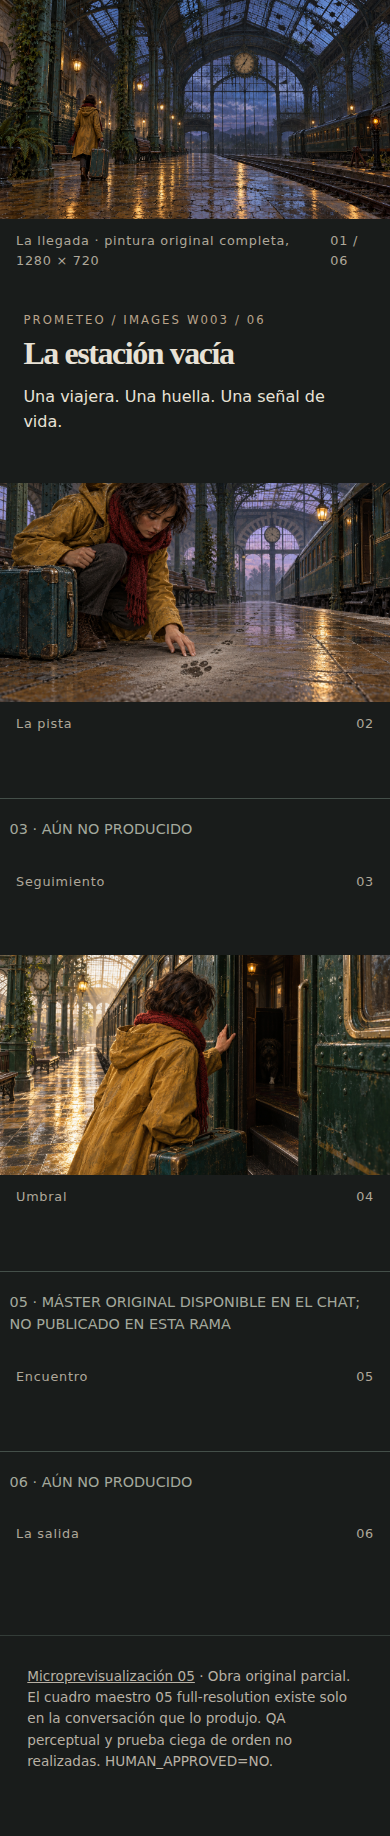 La llegada · pintura original completa,
1280 × 720
01 /
06
PROMETEO / IMAGES W003 / 06
La estación vacía
Una viajera. Una huella. Una señal de
vida.
La pista
02
03 · AÚN NO PRODUCIDO
Seguimiento
03
Umbral
04
05 · MÁSTER ORIGINAL DISPONIBLE EN EL CHAT;
NO PUBLICADO EN ESTA RAMA
Encuentro
05
06 · AÚN NO PRODUCIDO
La salida
06
Microprevisualización 05 · Obra original parcial.
El cuadro maestro 05 full-resolution existe solo
en la conversación que lo produjo. QA
perceptual y prueba ciega de orden no
realizadas. HUMAN_APPROVED=NO.